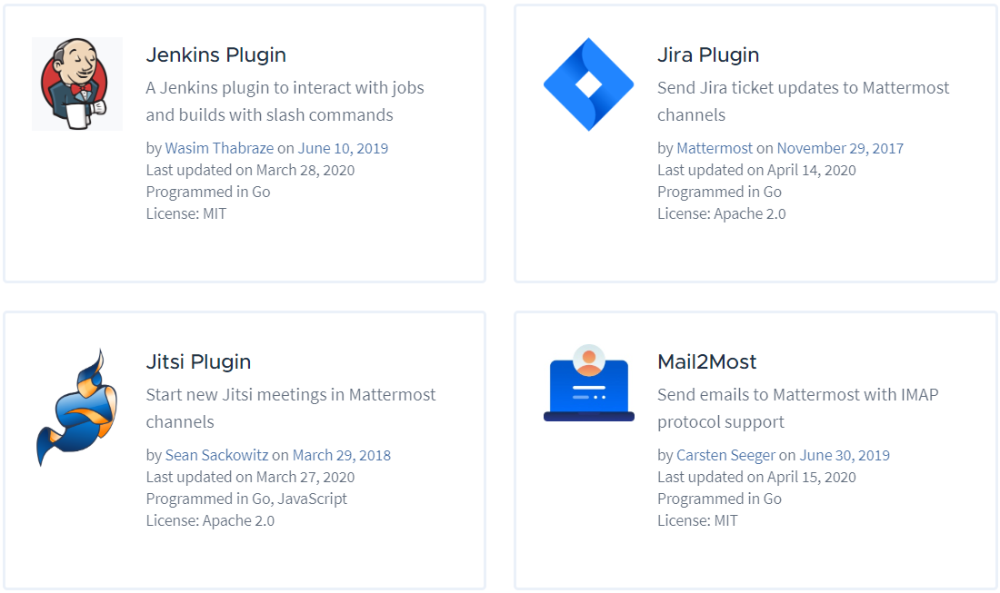 Jenkins Plugin
A Jenkins plugin to interact with jobs
and builds with slash commands
by Wasim Thabraze on June 10, 2019
Last updated on March 28, 2020
Programmed in Go
License: MIT
Jira Plugin
Send Jira ticket updates to Mattermost
channels
by Mattermost on November 29, 2017
Last updated on April 14, 2020
Programmed in Go
License: Apache 2.0
Jitsi Plugin
Start new Jitsi meetings in Mattermost
channels
by Sean Sackowitz on March 29, 2018
Last updated on March 27, 2020
Programmed in Go, JavaScript
License: Apache 2.0
Mail2Most
Send emails to Mattermost with IMAP
protocol support
by Carsten Seeger on June 30, 2019
Last updated on April 15, 2020
Programmed in Go
License: MIT